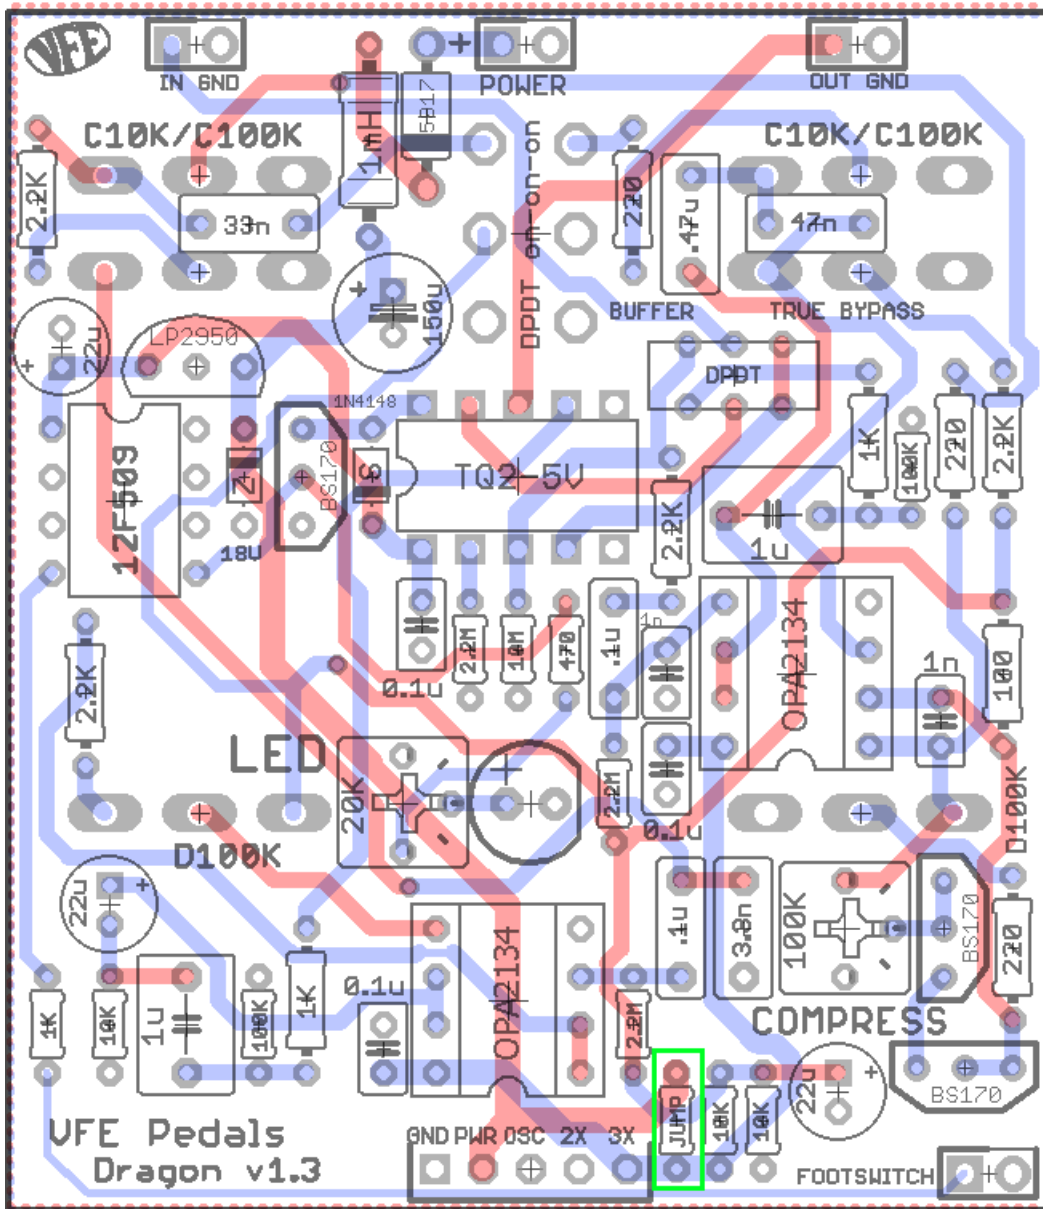 VFE
IN GND
POWER
OUT GND
C10K/C100K
1mH
5817
C10K/C100K
2.2K
33n
on-on-on
DPDT
220
.47u
47n
BUFFER
TRUE BYPASS
22u
LP2950
150u
DPDT
1N4148
12F509
Z
18V
BS170
S
TQ2-5V
2.2K
1K
100K
220
2.2K
1u
0.1u
2.2M
10M
470
.1u
1n
OPA2134
1n
100
2.2K
LED
20K
2.2M
0.1u
D100K
D100K
22u
.1u
3.3n
100K
BS170
220
1K
10K
1u
100K
1K
0.1u
OPA2134
2.2M
COMPRESS
JUMP
10K
10K
22u
BS170
VFE Pedals
Dragon v1.3
GND PWR OSC 2X 3X
FOOTSWITCH